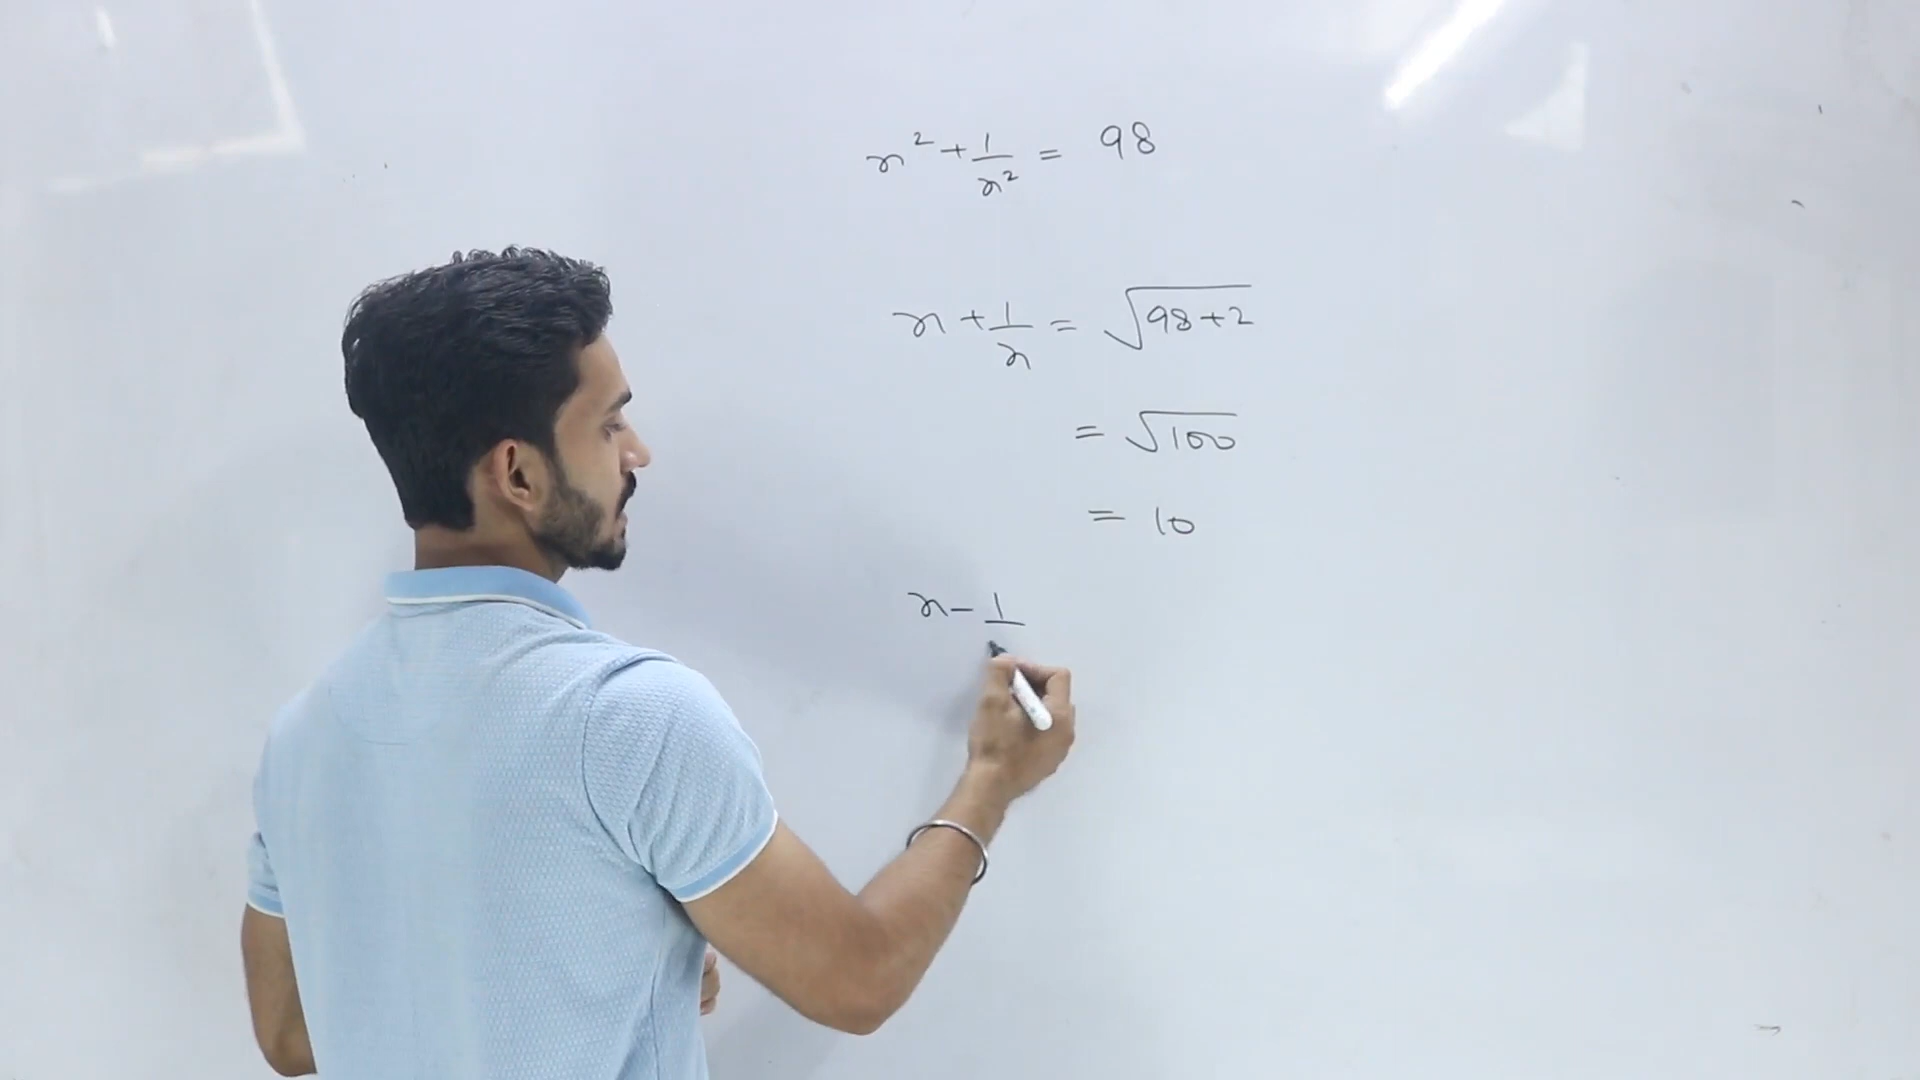 x² + 1/x² = 98
x + 1/x = √(98+2)
= √100
= 10
x - 1/